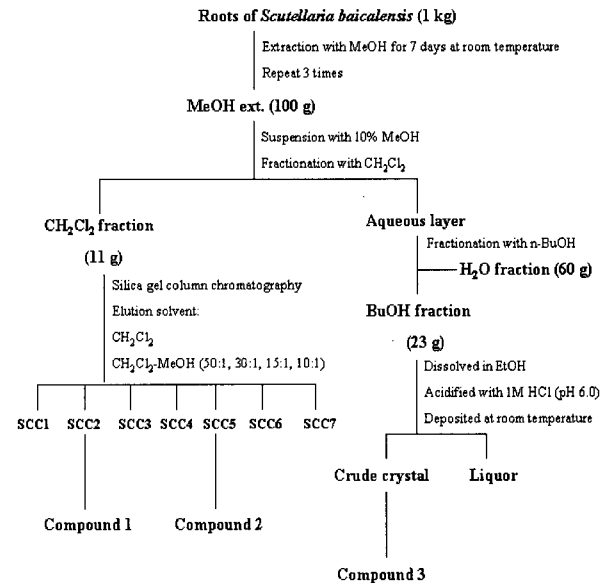 Roots of Scutellaria baicalensis (1 kg)
Extraction with MeOH for 7 days at room temperature
Repeat 3 times
MeOH ext. (100 g)
Suspension with 10% MeOH
Fractionation with CH2Cl2
CH2Cl2 fraction
(11 g)
Silica gel column chromatography
Elution solvent:
CH2Cl2
CH2Cl2-MeOH (50:1, 30:1, 15:1, 10:1)
SCC1 SCC2 SCC3 SCC4 SCC5 SCC6 SCC7
Compound 1 Compound 2
Aqueous layer
Fractionation with n-BuOH
H2O fraction (60 g)
BuOH fraction
(23 g)
Dissolved in EtOH
Acidified with 1M HCl (pH 6.0)
Deposited at room temperature
Crude crystal Liquor
Compound 3